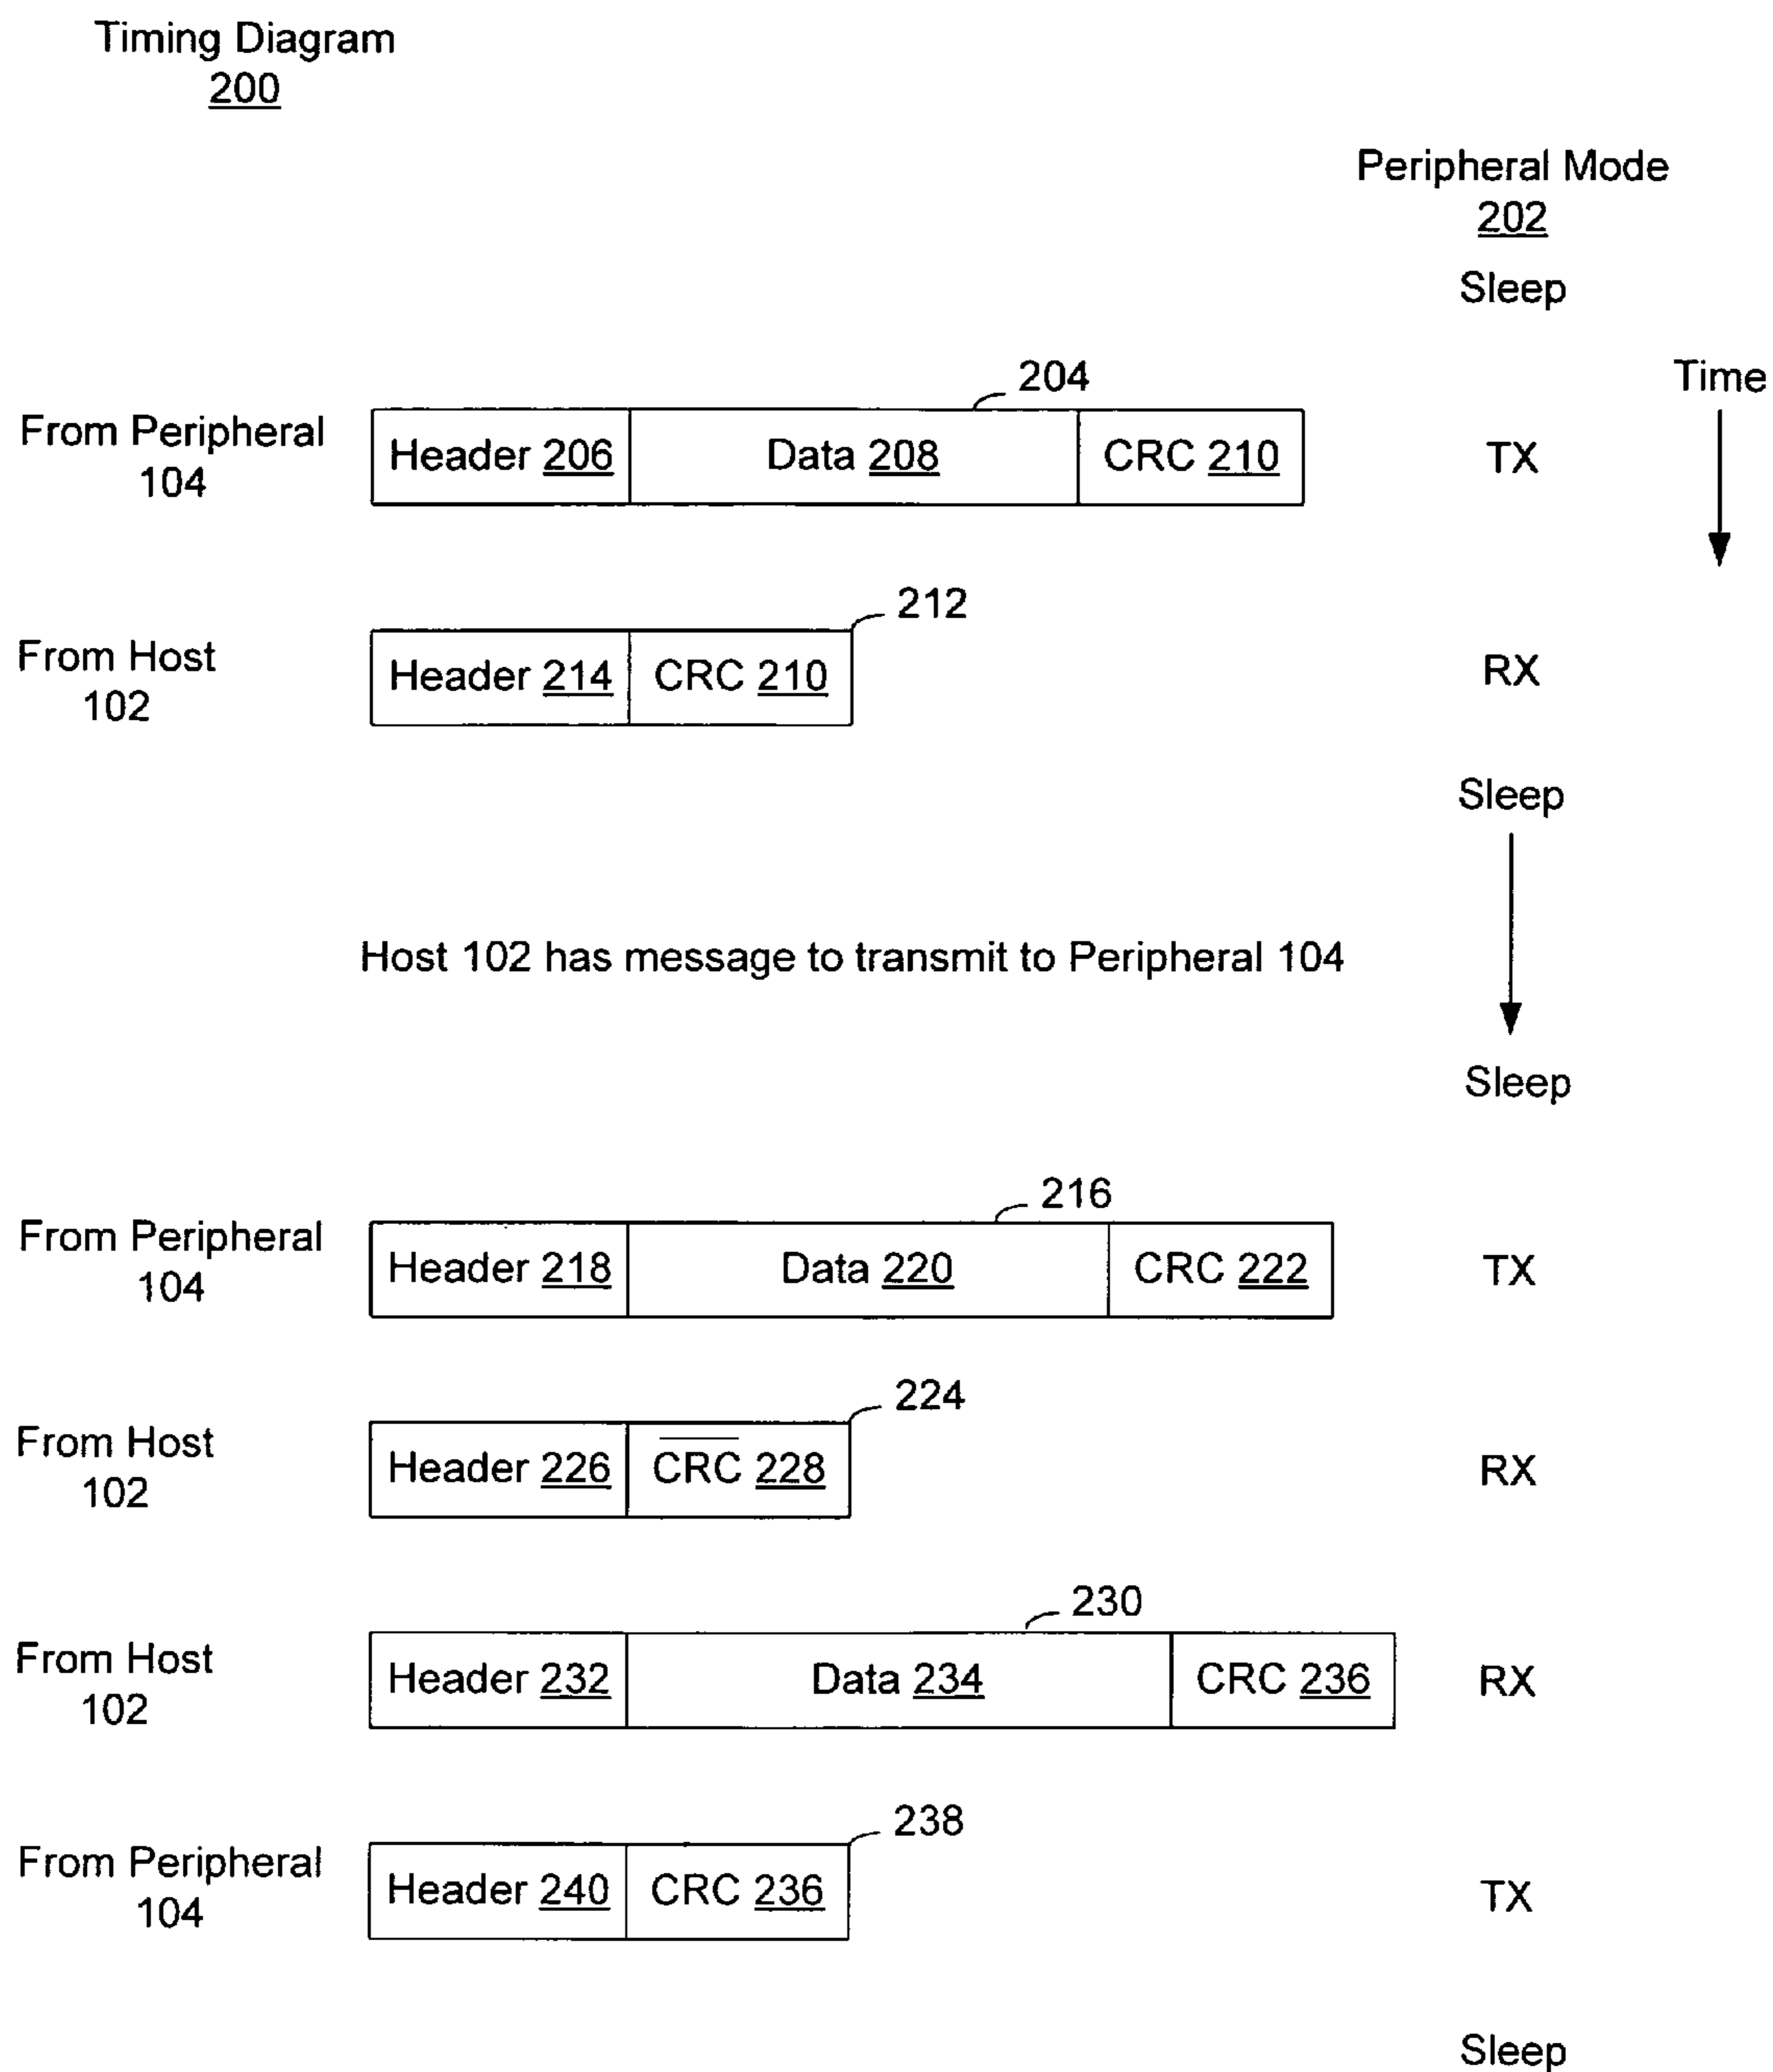 Timing Diagram
200
Peripheral Mode
202
Sleep
Time
204
From Peripheral
104
Header 206 Data 208 CRC 210 TX
212
From Host
102
Header 214 CRC 210 RX
Sleep
Host 102 has message to transmit to Peripheral 104
Sleep
216
From Peripheral
104
Header 218 Data 220 CRC 222 TX
224
From Host
102
Header 226 C̅R̅C̅ 228 RX
230
From Host
102
Header 232 Data 234 CRC 236 RX
238
From Peripheral
104
Header 240 CRC 236 TX
Sleep